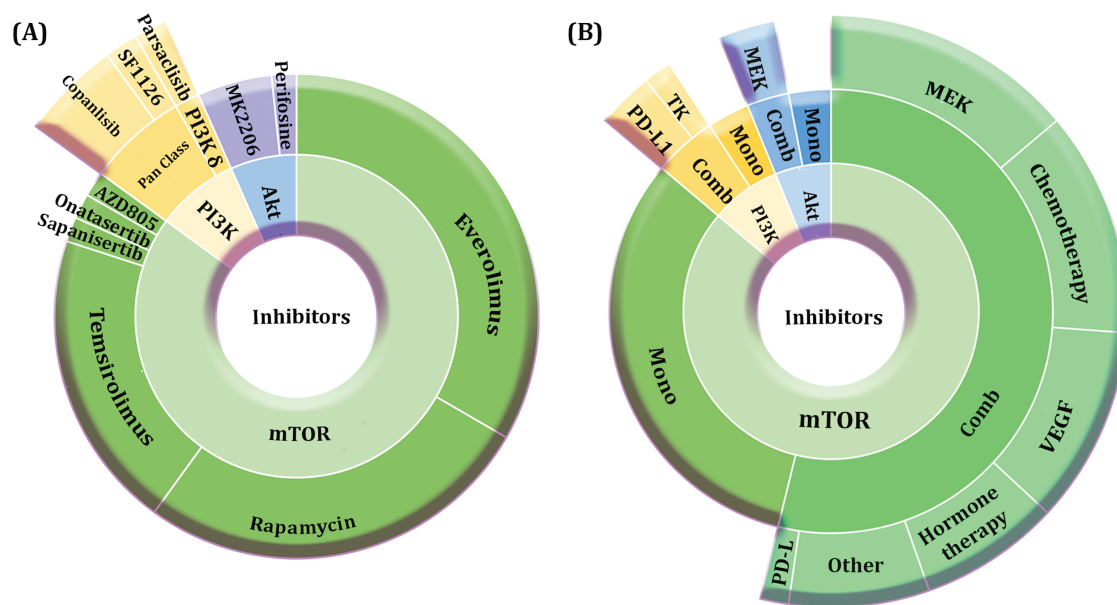 (A)
Parsaclisib
SF1126
Copanlisib
PI3K δ
Pan Class
MK2206
Perifosine
PI3K
Akt
AZD805
Onatasertib
Sapanisertib
Everolimus
Inhibitors
Temsirolimus
mTOR
Rapamycin
(B)
MEK
TK
PD-L1
Mono
Comb
Comb
Mono
PI3K
Akt
MEK
Chemotherapy
Inhibitors
Mono
mTOR
Comb
VEGF
Hormone
therapy
Other
PD-L